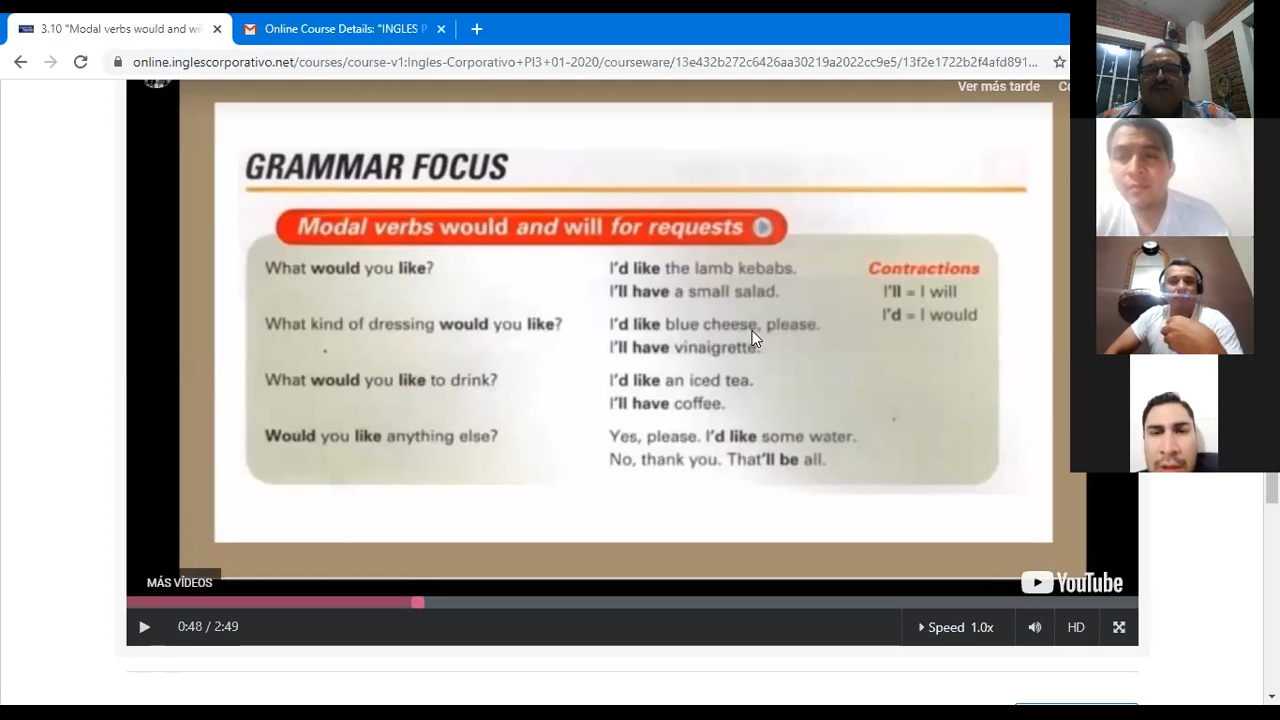 3.10 "Modal verbs would and wil
Online Course Details: "INGLES P
online.inglescorporativo.net/courses/course-v1:Ingles-Corporativo+PI3+01-2020/courseware/13e432b272c6426aa30219a2022cc9e5/13f2e1722b2f4afd891...
Ver más tarde
GRAMMAR FOCUS
Modal verbs would and will for requests
What would you like?
I'd like the lamb kebabs.
Contractions
I'll have a small salad.
I'll = I will
I'd = I would
What kind of dressing would you like?
I'd like blue cheese, please.
I'll have vinaigrette.
What would you like to drink?
I'd like an iced tea.
I'll have coffee.
Would you like anything else?
Yes, please. I'd like some water.
No, thank you. That'll be all.
MÁS VÍDEOS
YouTube
0:48 / 2:49
Speed 1.0x
HD